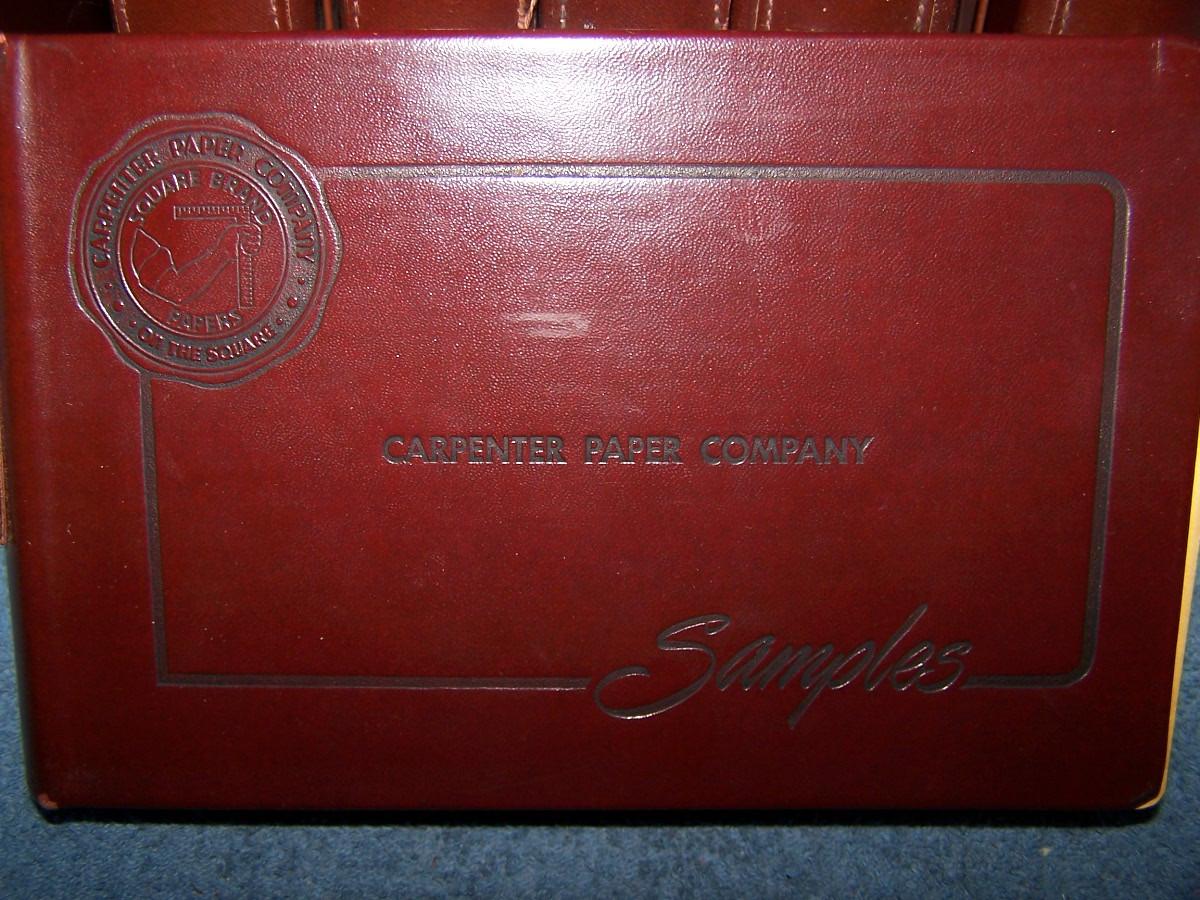 CARPENTER PAPER COMPANY
SQUARE BRAND
PAPERS
ON THE SQUARE
CARPENTER PAPER COMPANY
Samples